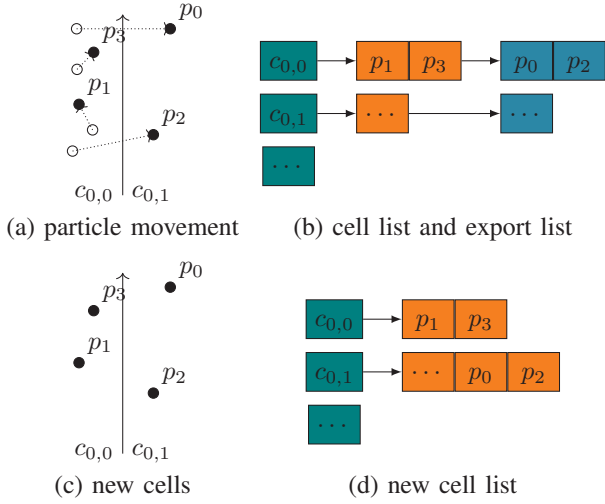 p0
p3
p1
p2
c0,0 c0,1
(a) particle movement
c0,0 p1 p3 p0 p2
c0,1 ... ...
...
(b) cell list and export list
p0
p3
p1
p2
c0,0 c0,1
(c) new cells
c0,0 p1 p3
c0,1 ... p0 p2
...
(d) new cell list